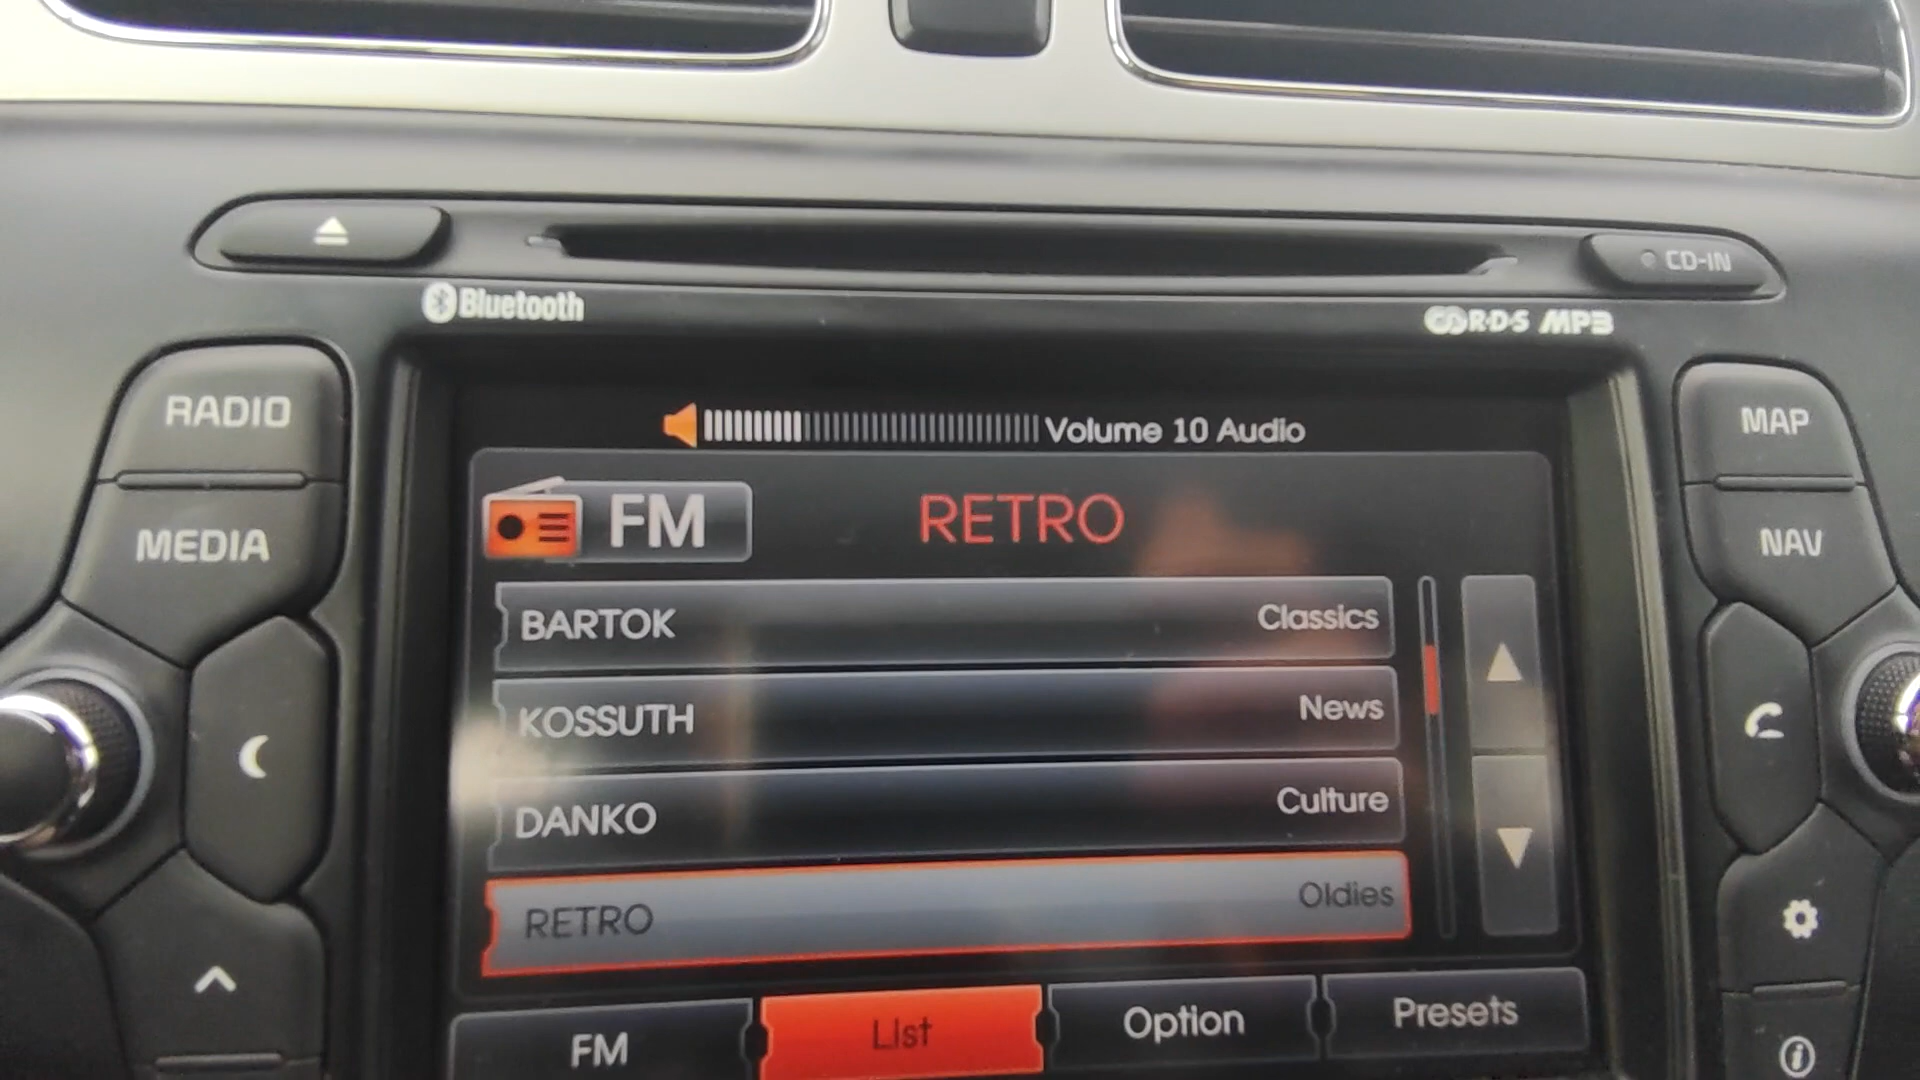 CD-IN
Bluetooth
R·D·S MP3
RADIO
MAP
Volume 10 Audio
FM
RETRO
MEDIA
NAV
BARTOK Classics
KOSSUTH News
DANKO Culture
RETRO Oldies
FM List Option Presets